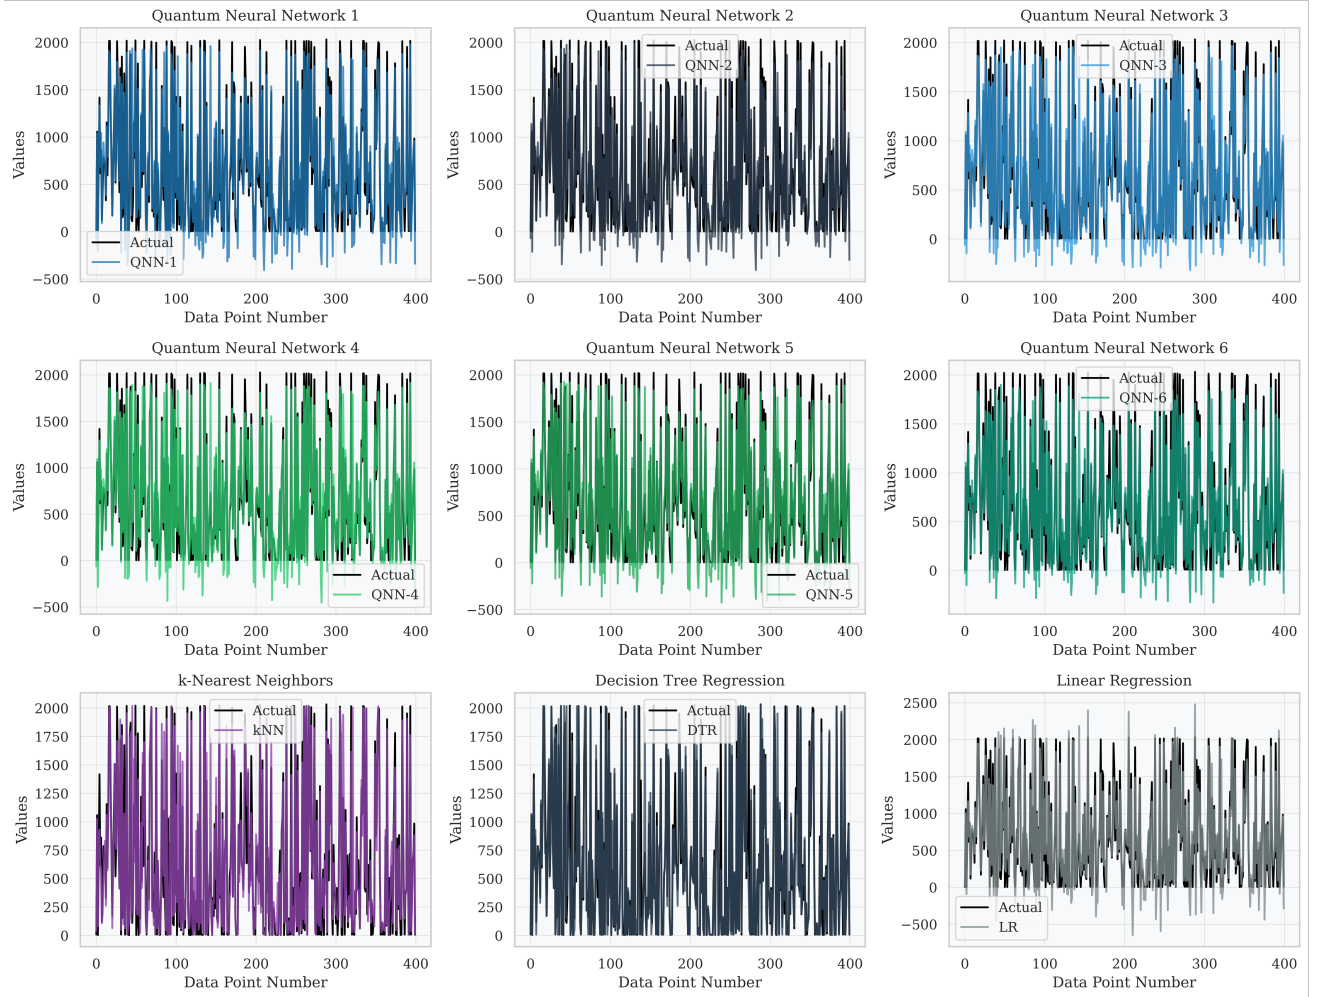 Quantum Neural Network 1
Values
2000
1500
1000
500
0
−500
Actual
QNN-1
0 100 200 300 400
Data Point Number
Quantum Neural Network 2
Values
2000
1500
1000
500
0
−500
Actual
QNN-2
0 100 200 300 400
Data Point Number
Quantum Neural Network 3
Values
2000
1500
1000
500
0
Actual
QNN-3
0 100 200 300 400
Data Point Number
Quantum Neural Network 4
Values
2000
1500
1000
500
0
−500
Actual
QNN-4
0 100 200 300 400
Data Point Number
Quantum Neural Network 5
Values
2000
1500
1000
500
0
−500
Actual
QNN-5
0 100 200 300 400
Data Point Number
Quantum Neural Network 6
Values
2000
1500
1000
500
0
Actual
QNN-6
0 100 200 300 400
Data Point Number
k-Nearest Neighbors
Values
2000
1750
1500
1250
1000
750
500
250
0
Actual
kNN
0 100 200 300 400
Data Point Number
Decision Tree Regression
Values
2000
1750
1500
1250
1000
750
500
250
0
Actual
DTR
0 100 200 300 400
Data Point Number
Linear Regression
Values
2500
2000
1500
1000
500
0
−500
Actual
LR
0 100 200 300 400
Data Point Number